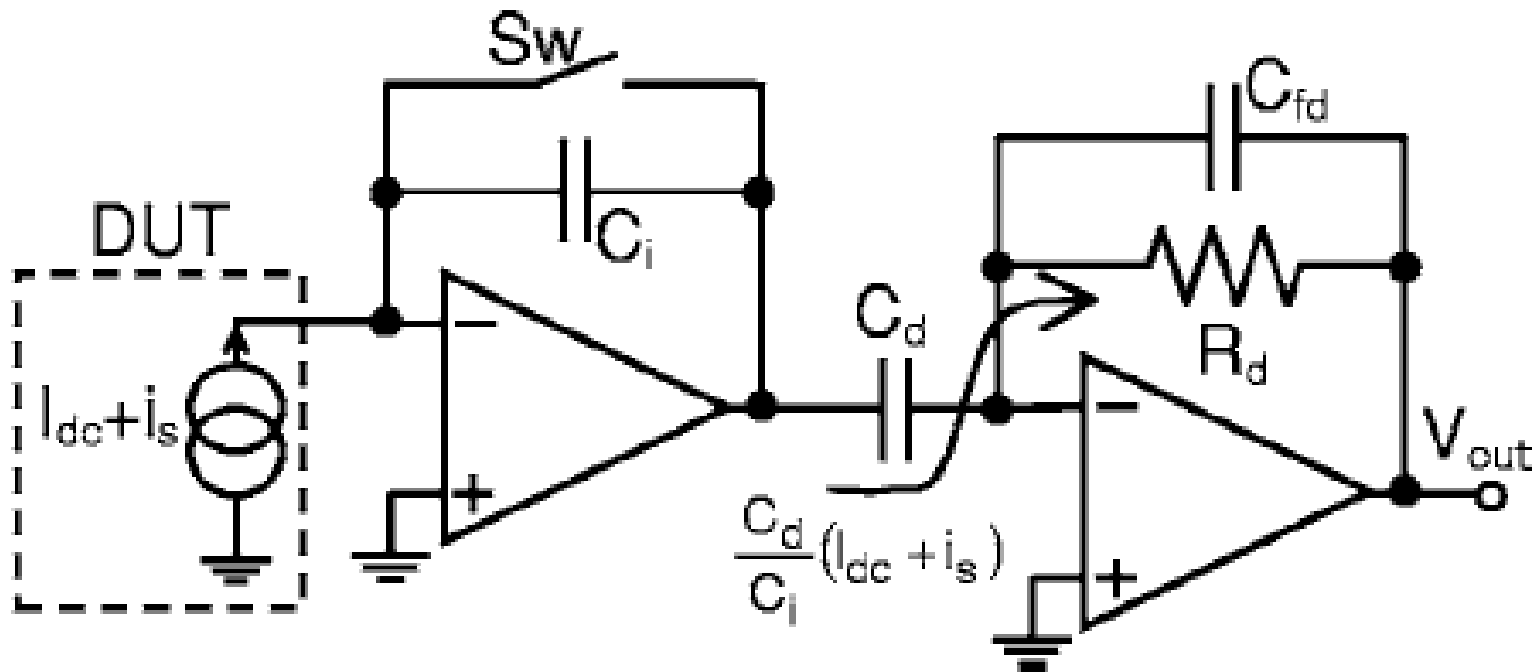 Sw
C_fd
DUT
C_i
C_d
R_d
I_dc+i_s
V_out
C_d/C_i (I_dc + i_s)
−
+
−
+